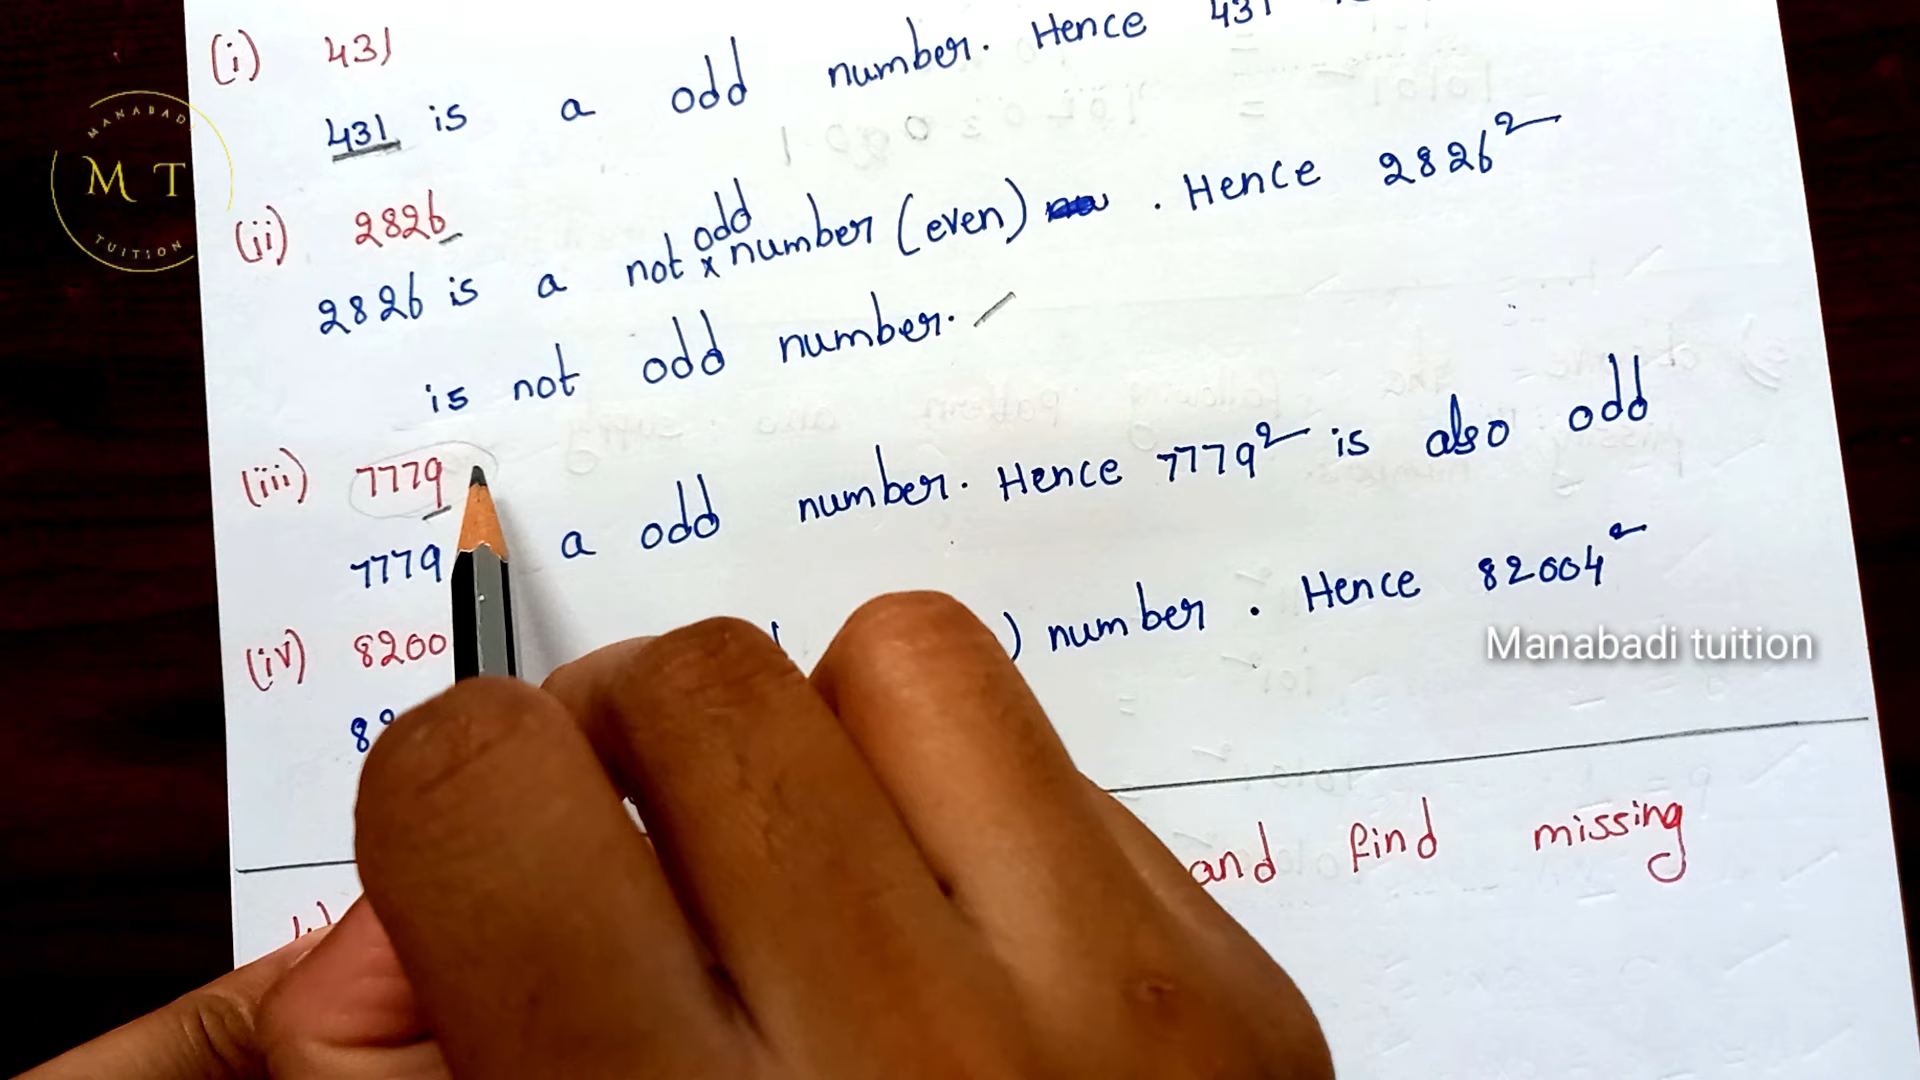 (i) 431
431 is a odd number. Hence 431
(ii) 2826
2826 is a not x odd number (even) . Hence 2826²
is not odd number.
(iii) 7779
7779 a odd number. Hence 7779² is also odd
(iv) 8200
) number . Hence 82004²
and find missing
MANABADI
MT
TUITION
Manabadi tuition